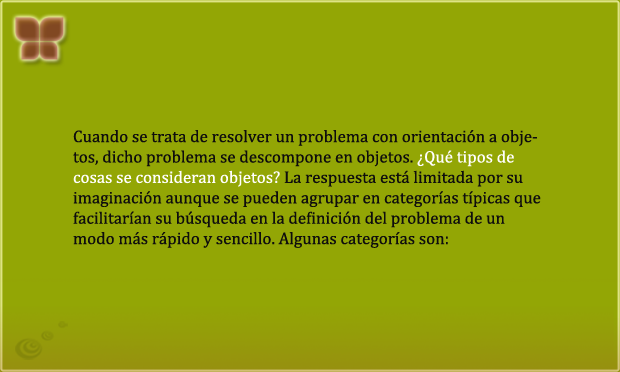 Cuando se trata de resolver un problema con orientación a obje-
tos, dicho problema se descompone en objetos. ¿Qué tipos de
cosas se consideran objetos? La respuesta está limitada por su
imaginación aunque se pueden agrupar en categorías típicas que
facilitarían su búsqueda en la definición del problema de un
modo más rápido y sencillo. Algunas categorías son: